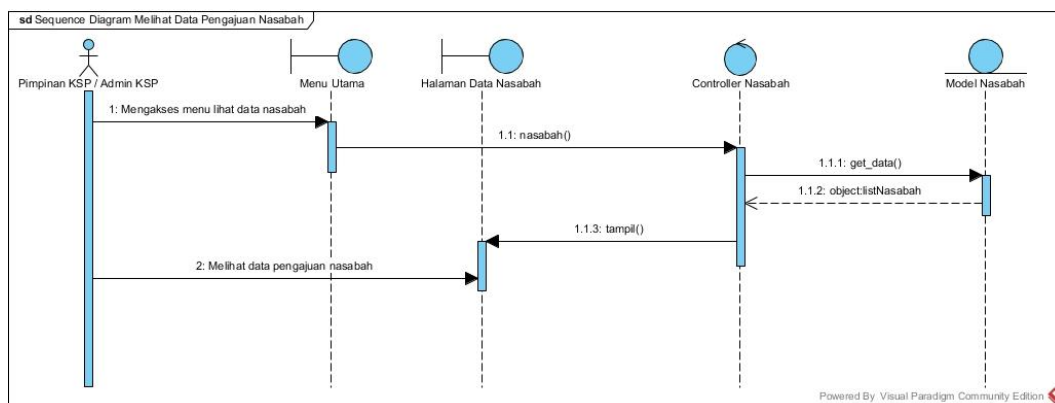 sd Sequence Diagram Melihat Data Pengajuan Nasabah
Pimpinan KSP / Admin KSP
Menu Utama
Halaman Data Nasabah
Controller Nasabah
Model Nasabah
1: Mengakses menu lihat data nasabah
1.1: nasabah()
1.1.1: get_data()
1.1.2: object:listNasabah
1.1.3: tampil()
2: Melihat data pengajuan nasabah
Powered By Visual Paradigm Community Edition